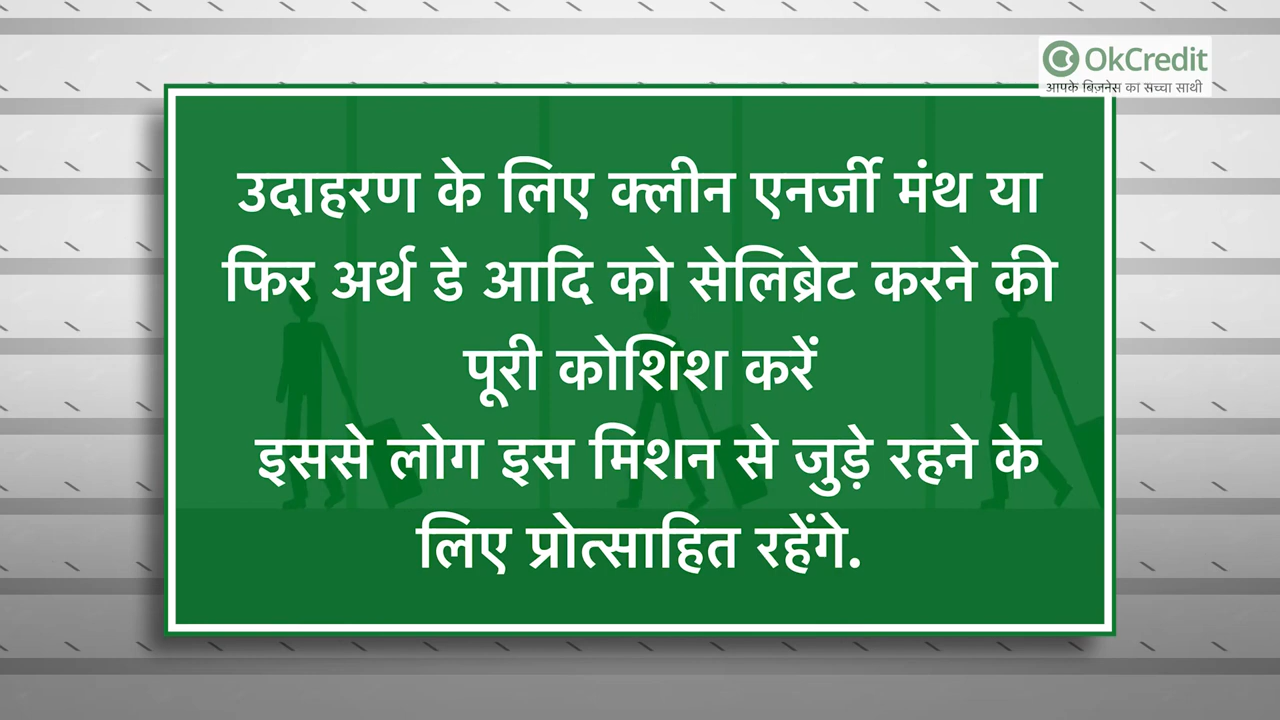 OkCredit
आपके बिज़नेस का सच्चा साथी
उदाहरण के लिए क्लीन एनर्जी मंथ या
फिर अर्थ डे आदि को सेलिब्रेट करने की
पूरी कोशिश करें
इससे लोग इस मिशन से जुड़े रहने के
लिए प्रोत्साहित रहेंगे.